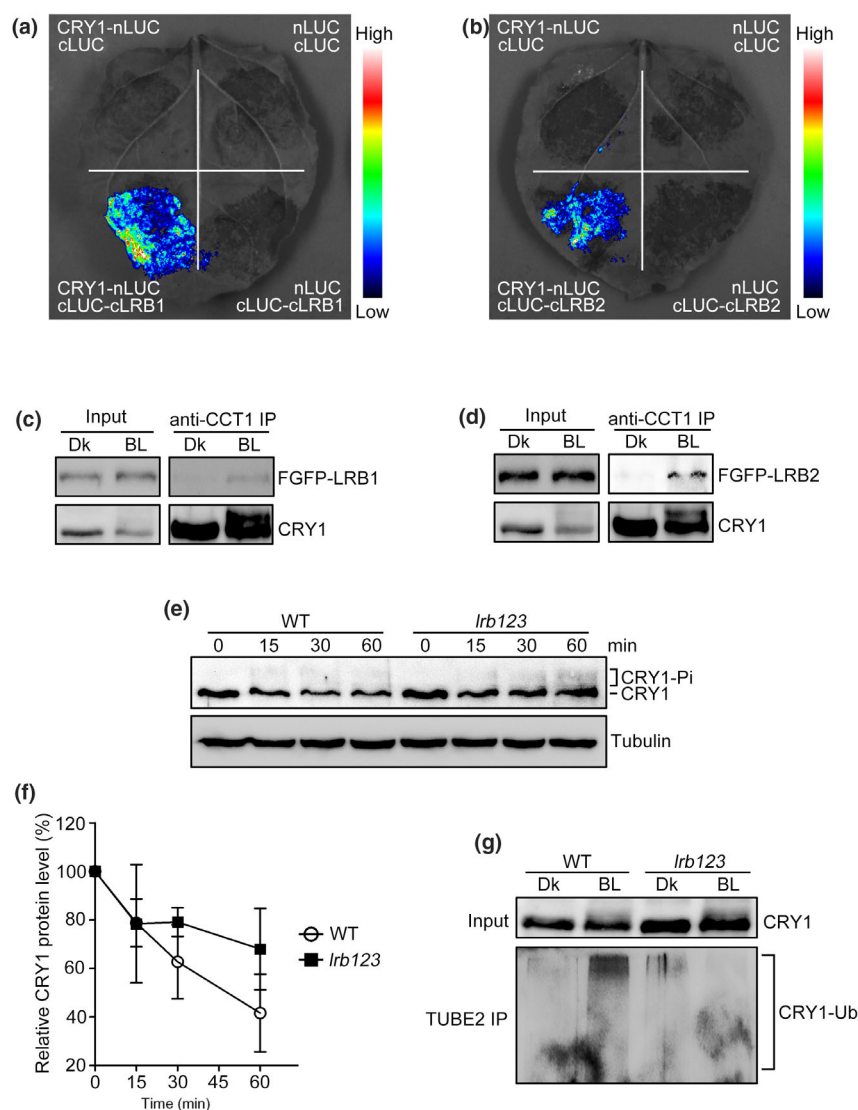 (a)
CRY1-nLUC
cLUC
nLUC
cLUC
High
CRY1-nLUC
cLUC-cLRB1
nLUC
cLUC-cLRB1
Low
(b)
CRY1-nLUC
cLUC
nLUC
cLUC
High
CRY1-nLUC
cLUC-cLRB2
nLUC
cLUC-cLRB2
Low
(c)
Input anti-CCT1 IP
Dk BL Dk BL
FGFP-LRB1
CRY1
(d)
Input anti-CCT1 IP
Dk BL Dk BL
FGFP-LRB2
CRY1
(e)
WT lrb123
0 15 30 60 0 15 30 60 min
CRY1-Pi
CRY1
Tubulin
(f)
Relative CRY1 protein level (%)
120
100
80
60
40
20
0 15 30 45 60
Time (min)
WT
lrb123
(g)
WT lrb123
Dk BL Dk BL
Input CRY1
TUBE2 IP CRY1-Ub